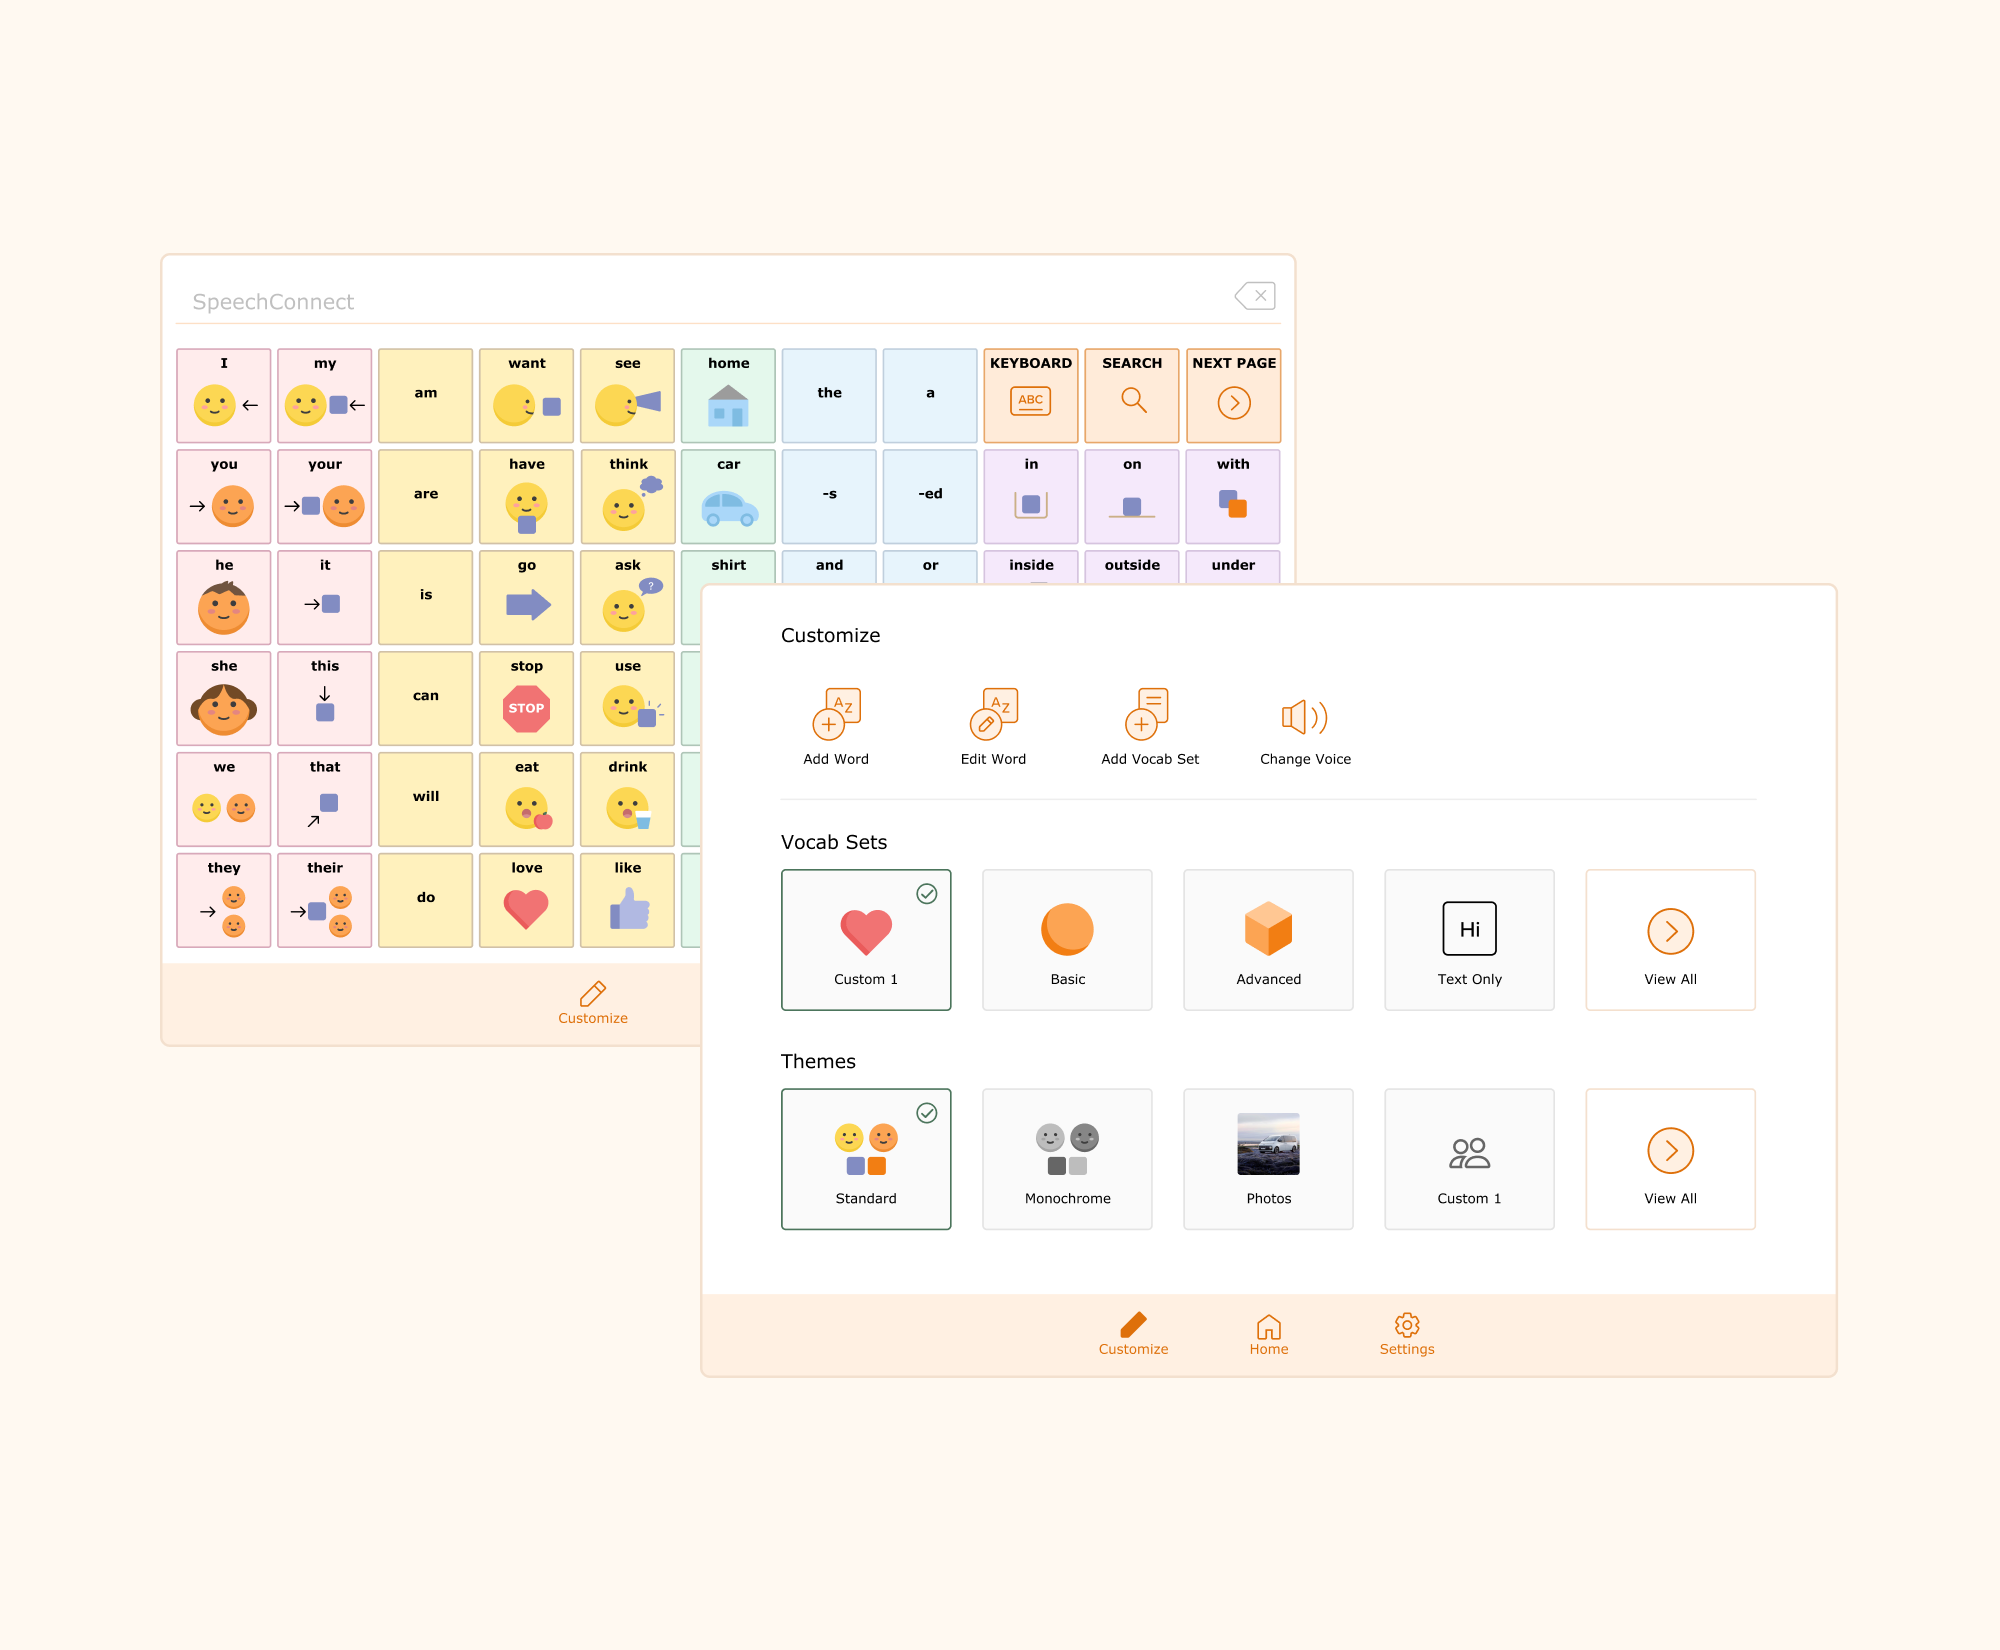 SpeechConnect
I my am want see home the a KEYBOARD SEARCH NEXT PAGE
ABC
you your are have think car -s -ed in on with
he it is go ask shirt and or inside outside under
?
she this can stop use
STOP
we that will eat drink
they their do love like
Customize
Customize
A Z A Z
Add Word Edit Word Add Vocab Set Change Voice
Vocab Sets
Hi
Custom 1 Basic Advanced Text Only View All
Themes
Standard Monochrome Photos Custom 1 View All
Customize Home Settings